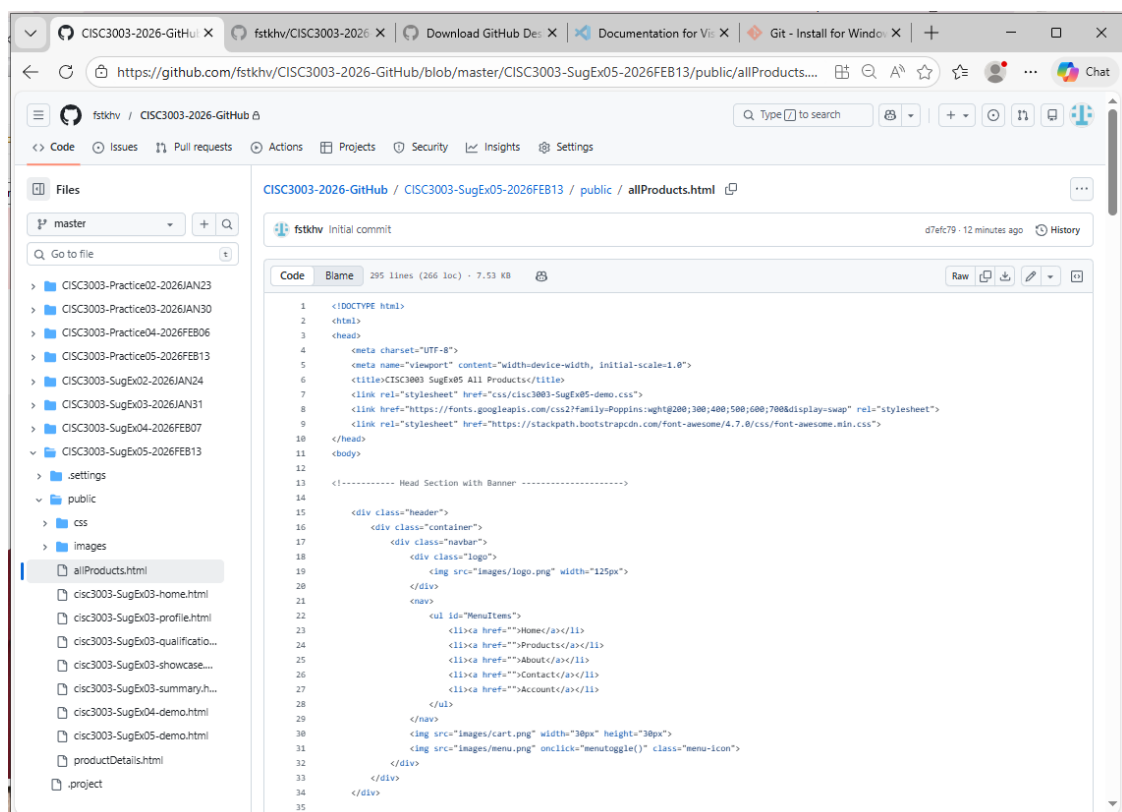 CISC3003-2026-GitHu
fstkhv/CISC3003-2026
Download GitHub Des
Documentation for Vis
Git - Install for Window
https://github.com/fstkhv/CISC3003-2026-GitHub/blob/master/CISC3003-SugEx05-2026FEB13/public/allProducts....
Chat
fstkhv / CISC3003-2026-GitHub
Type / to search
Code Issues Pull requests Actions Projects Security Insights Settings
Files
master
Go to file t
CISC3003-Practice02-2026JAN23
CISC3003-Practice03-2026JAN30
CISC3003-Practice04-2026FEB06
CISC3003-Practice05-2026FEB13
CISC3003-SugEx02-2026JAN24
CISC3003-SugEx03-2026JAN31
CISC3003-SugEx04-2026FEB07
CISC3003-SugEx05-2026FEB13
.settings
public
css
images
allProducts.html
cisc3003-SugEx03-home.html
cisc3003-SugEx03-profile.html
cisc3003-SugEx03-qualificatio...
cisc3003-SugEx03-showcase....
cisc3003-SugEx03-summary.h...
cisc3003-SugEx04-demo.html
cisc3003-SugEx05-demo.html
productDetails.html
.project
CISC3003-2026-GitHub / CISC3003-SugEx05-2026FEB13 / public / allProducts.html
fstkhv Initial commit
d7efc79 · 12 minutes ago History
Code Blame 295 lines (266 loc) · 7.53 KB
Raw
1 <!DOCTYPE html>
2 <html>
3 <head>
4 <meta charset="UTF-8">
5 <meta name="viewport" content="width=device-width, initial-scale=1.0">
6 <title>CISC3003 SugEx05 All Products</title>
7 <link rel="stylesheet" href="css/cisc3003-SugEx05-demo.css">
8 <link href="https://fonts.googleapis.com/css2?family=Poppins:wght@200;300;400;500;600;700&display=swap" rel="stylesheet">
9 <link rel="stylesheet" href="https://stackpath.bootstrapcdn.com/font-awesome/4.7.0/css/font-awesome.min.css">
10 </head>
11 <body>
12
13 <!----------- Head Section with Banner --------------------->
14
15 <div class="header">
16 <div class="container">
17 <div class="navbar">
18 <div class="logo">
19 <img src="images/logo.png" width="125px">
20 </div>
21 <nav>
22 <ul id="MenuItems">
23 <li><a href="">Home</a></li>
24 <li><a href="">Products</a></li>
25 <li><a href="">About</a></li>
26 <li><a href="">Contact</a></li>
27 <li><a href="">Account</a></li>
28 </ul>
29 </nav>
30 <img src="images/cart.png" width="30px" height="30px">
31 <img src="images/menu.png" onclick="menutoggle()" class="menu-icon">
32 </div>
33 </div>
34 </div>
35